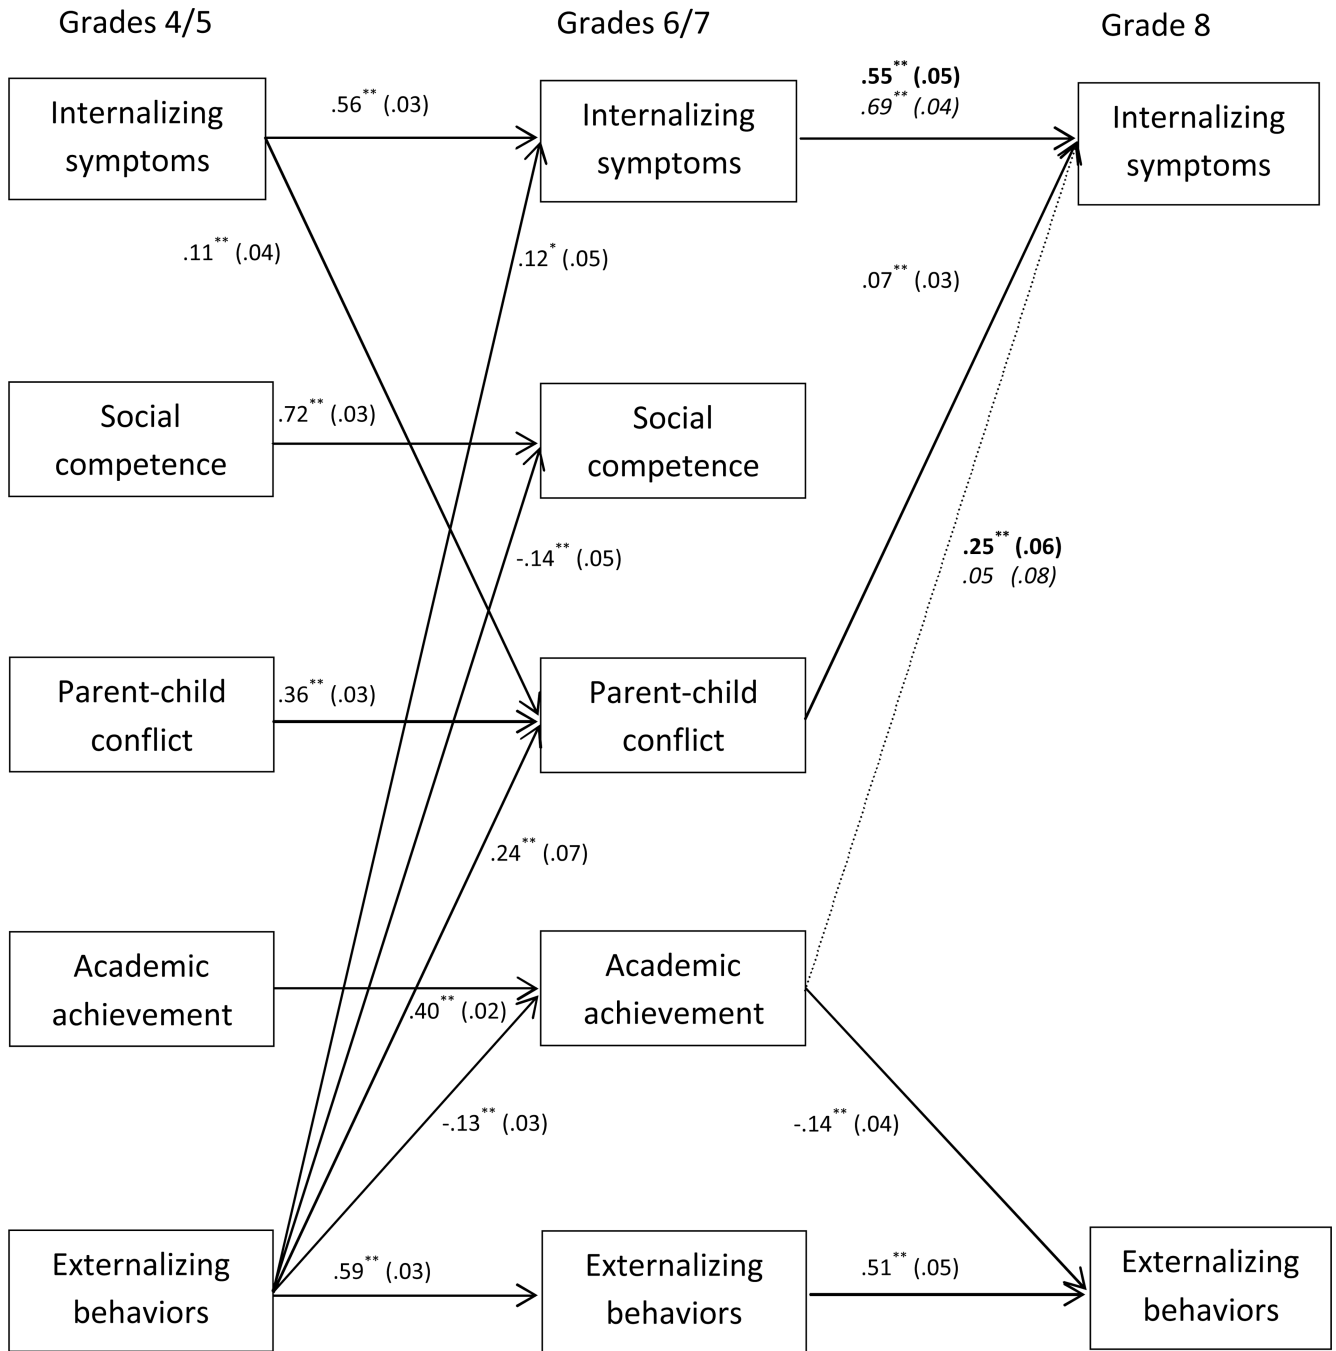 Grades 4/5
Grades 6/7
Grade 8
Internalizing
symptoms
.56** (.03)
Internalizing
symptoms
.55** (.05)
.69** (.04)
Internalizing
symptoms
.11** (.04)
.12* (.05)
.07** (.03)
Social
competence
.72** (.03)
Social
competence
-.14** (.05)
.25** (.06)
.05 (.08)
Parent-child
conflict
.36** (.03)
Parent-child
conflict
.24** (.07)
Academic
achievement
.40** (.02)
Academic
achievement
-.13** (.03)
-.14** (.04)
Externalizing
behaviors
.59** (.03)
Externalizing
behaviors
.51** (.05)
Externalizing
behaviors